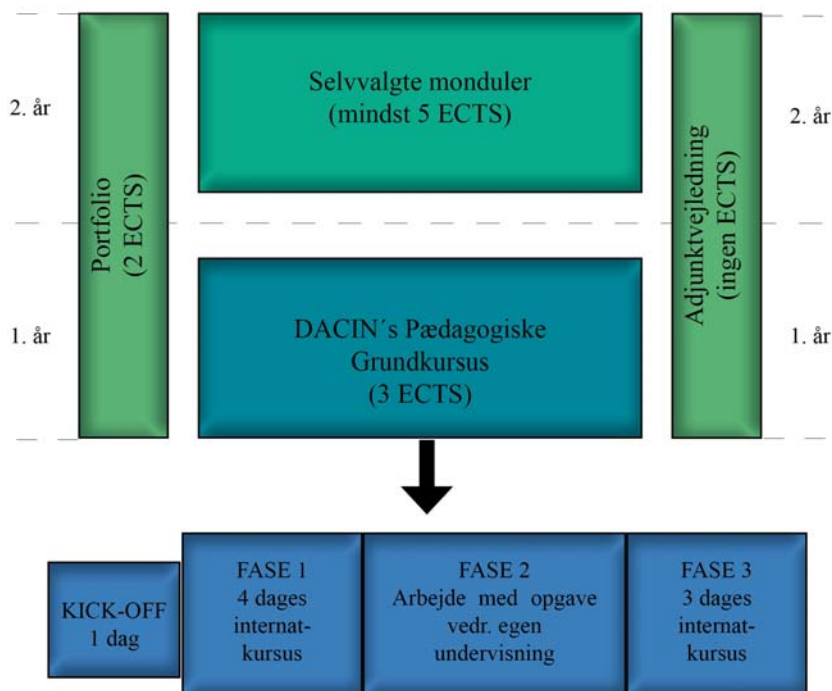 2. år
Portfolio
(2 ECTS)
1. år
Selvvalgte monduler
(mindst 5 ECTS)
DACIN´s Pædagogiske
Grundkursus
(3 ECTS)
Adjunktvejledning
(ingen ECTS)
2. år
1. år
KICK-OFF
1 dag
FASE 1
4 dages
internat-
kursus
FASE 2
Arbejde med opgave
vedr. egen
undervisning
FASE 3
3 dages
internat-
kursus